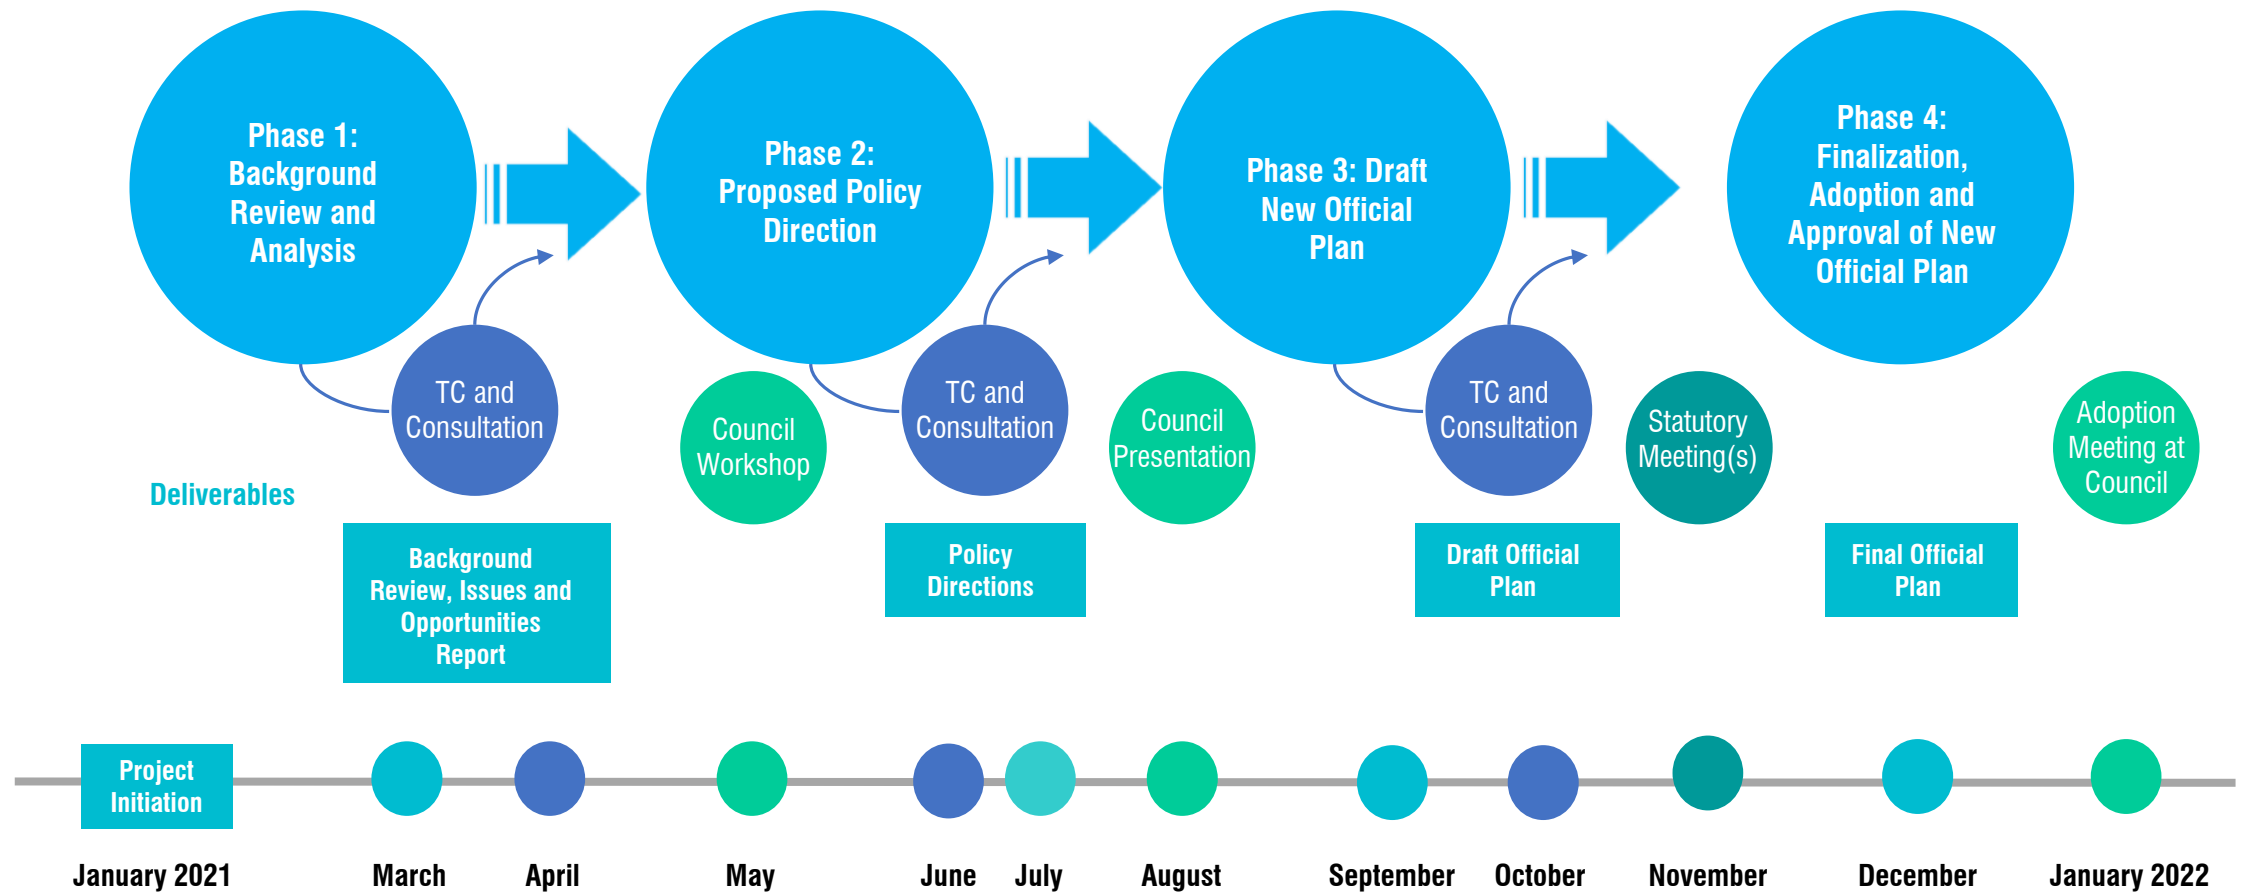 Phase 1:
Background
Review and
Analysis
Phase 2:
Proposed Policy
Direction
Phase 3: Draft
New Official
Plan
Phase 4:
Finalization,
Adoption and
Approval of New
Official Plan
TC and
Consultation
Council
Workshop
TC and
Consultation
Council
Presentation
TC and
Consultation
Statutory
Meeting(s)
Adoption
Meeting at
Council
Deliverables
Background
Review, Issues and
Opportunities
Report
Policy
Directions
Draft Official
Plan
Final Official
Plan
Project
Initiation
January 2021
March
April
May
June
July
August
September
October
November
December
January 2022